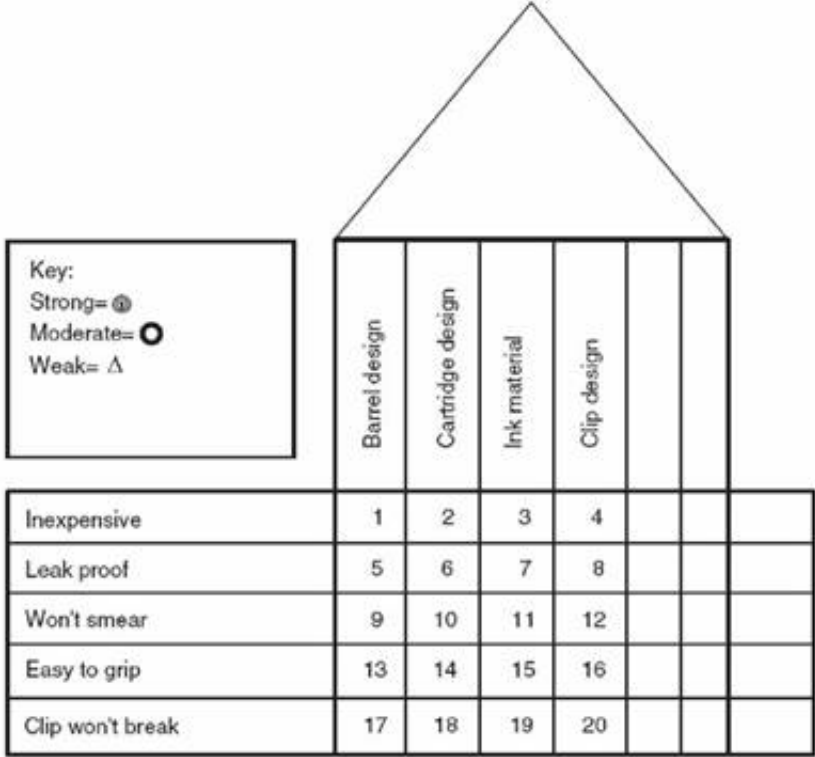 Key:
Strong= ◎
Moderate= O
Weak= Δ
Barrel design
Cartridge design
Ink material
Clip design
Inexpensive 1 2 3 4
Leak proof 5 6 7 8
Won't smear 9 10 11 12
Easy to grip 13 14 15 16
Clip won't break 17 18 19 20